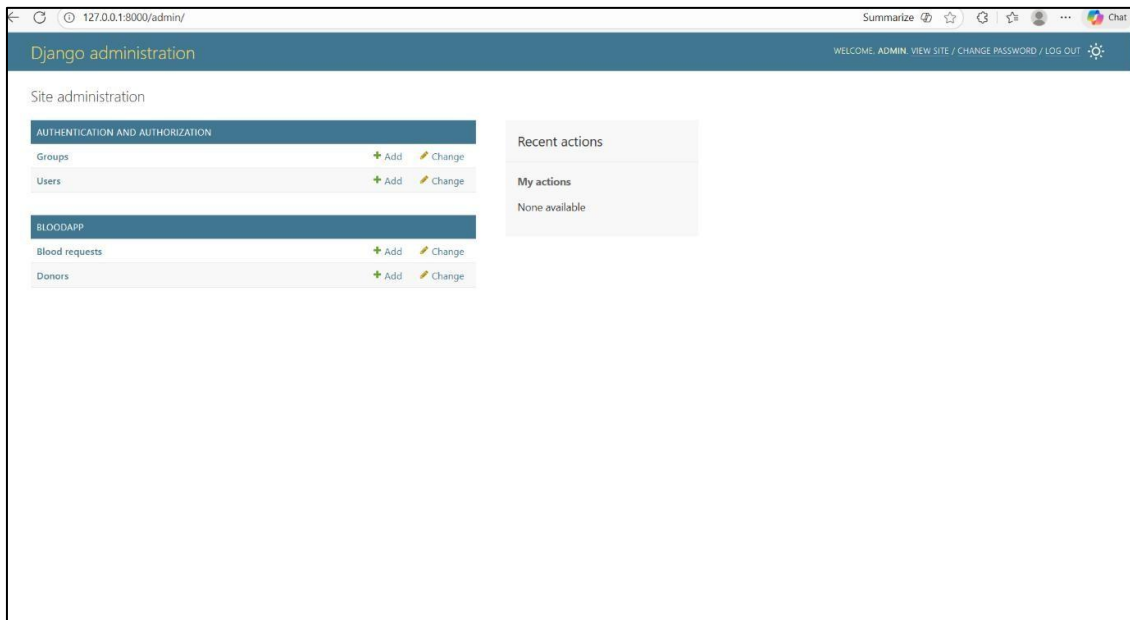 127.0.0.1:8000/admin/
Summarize
Chat
Django administration
WELCOME, ADMIN. VIEW SITE / CHANGE PASSWORD / LOG OUT
Site administration
AUTHENTICATION AND AUTHORIZATION
Groups + Add Change
Users + Add Change
BLOODAPP
Blood requests + Add Change
Donors + Add Change
Recent actions
My actions
None available